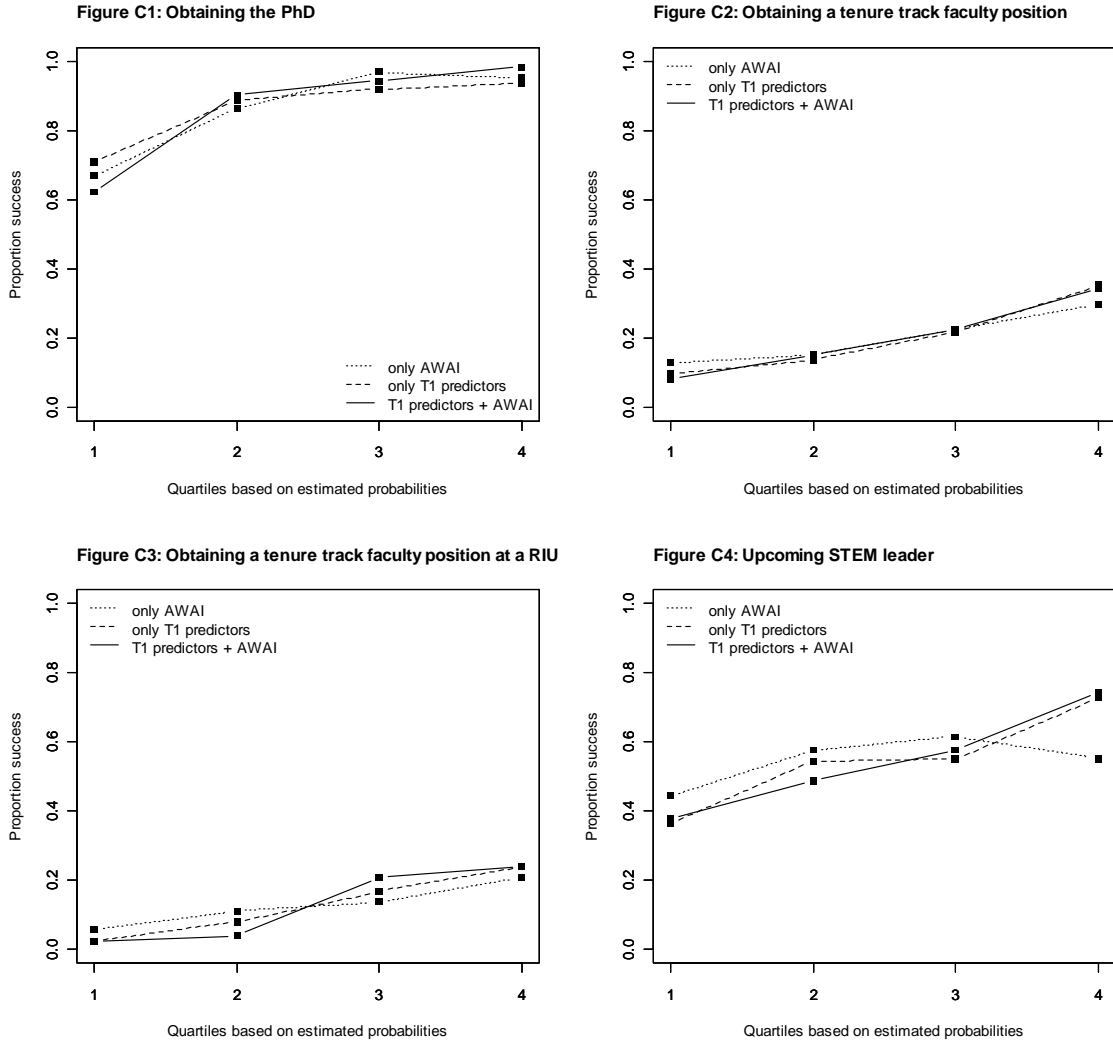 Figure C1: Obtaining the PhD
Proportion success
1.0
0.8
0.6
0.4
0.2
0.0
only AWAI
only T1 predictors
T1 predictors + AWAI
1 2 3 4
Quartiles based on estimated probabilities
Figure C2: Obtaining a tenure track faculty position
Proportion success
1.0
0.8
0.6
0.4
0.2
0.0
only AWAI
only T1 predictors
T1 predictors + AWAI
1 2 3 4
Quartiles based on estimated probabilities
Figure C3: Obtaining a tenure track faculty position at a RIU
Proportion success
1.0
0.8
0.6
0.4
0.2
0.0
only AWAI
only T1 predictors
T1 predictors + AWAI
1 2 3 4
Quartiles based on estimated probabilities
Figure C4: Upcoming STEM leader
Proportion success
1.0
0.8
0.6
0.4
0.2
0.0
only AWAI
only T1 predictors
T1 predictors + AWAI
1 2 3 4
Quartiles based on estimated probabilities